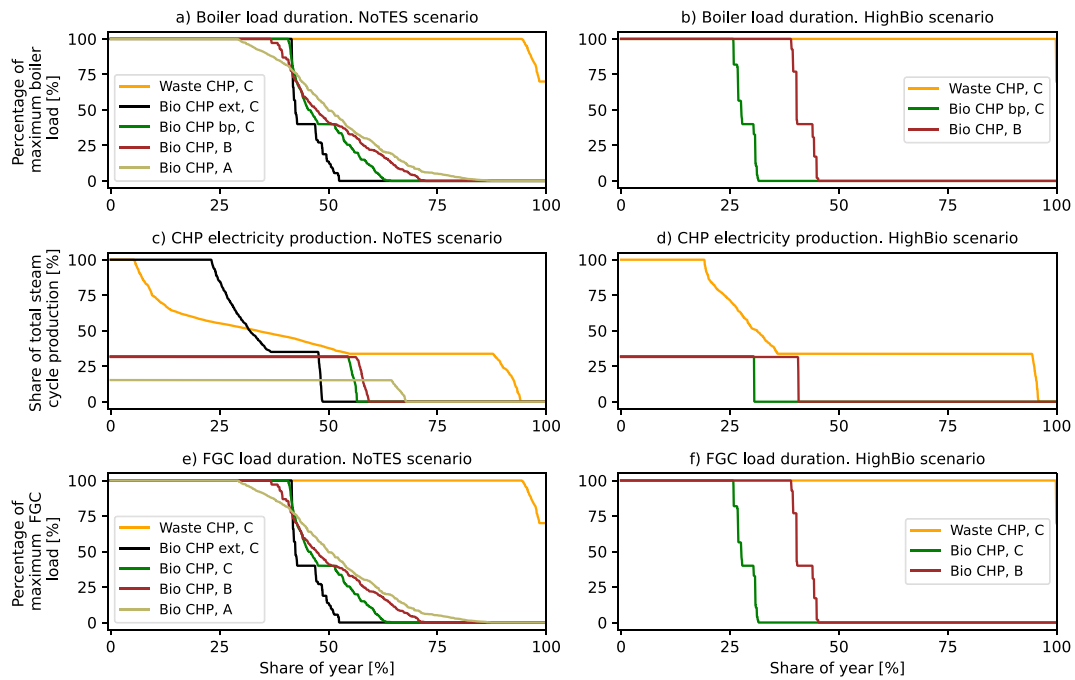 a) Boiler load duration. NoTES scenario
Percentage of
maximum boiler
load [%]
100
75
50
25
0
Waste CHP, C
Bio CHP ext, C
Bio CHP bp, C
Bio CHP, B
Bio CHP, A
0 25 50 75 100
b) Boiler load duration. HighBio scenario
100
75
50
25
0
Waste CHP, C
Bio CHP bp, C
Bio CHP, B
0 25 50 75 100
c) CHP electricity production. NoTES scenario
Share of total steam
cycle production [%]
100
75
50
25
0
0 25 50 75 100
d) CHP electricity production. HighBio scenario
100
75
50
25
0
0 25 50 75 100
e) FGC load duration. NoTES scenario
Percentage of
maximum FGC
load [%]
100
75
50
25
0
Waste CHP, C
Bio CHP ext, C
Bio CHP, C
Bio CHP, B
Bio CHP, A
0 25 50 75 100
Share of year [%]
f) FGC load duration. HighBio scenario
100
75
50
25
0
Waste CHP, C
Bio CHP, C
Bio CHP, B
0 25 50 75 100
Share of year [%]